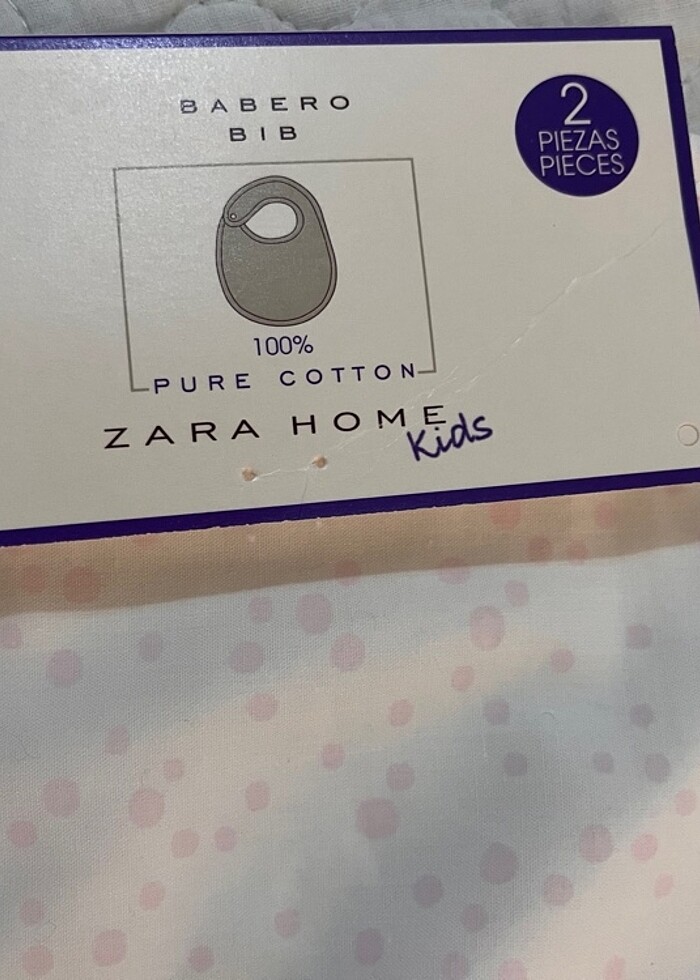 BABERO
BIB
2
PIEZAS
PIECES
100%
PURE COTTON
ZARA HOME
Kids